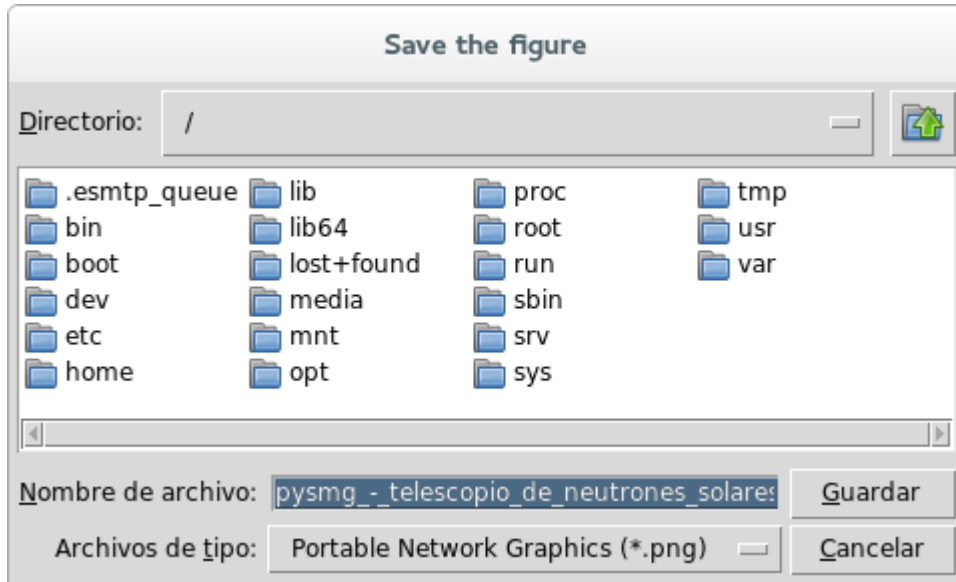 Save the figure
Directorio: /
.esmtp_queue lib proc tmp
bin lib64 root usr
boot lost+found run var
dev media sbin
etc mnt srv
home opt sys
Nombre de archivo: pysmg_-_telescopio_de_neutrones_solares Guardar
Archivos de tipo: Portable Network Graphics (*.png) Cancelar